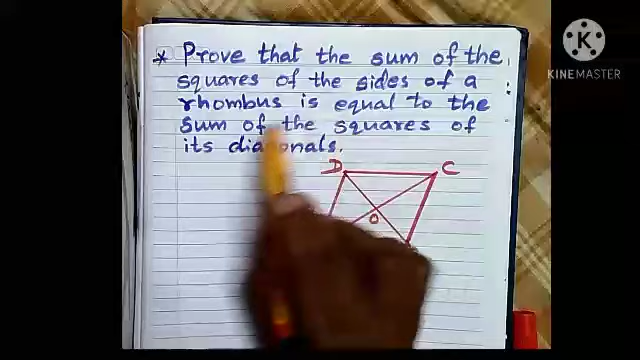 * Prove that the sum of the
squares of the sides of a :
rhombus is equal to the
sum of the squares of
its diagonals.
D C
O
K
KINEMASTER